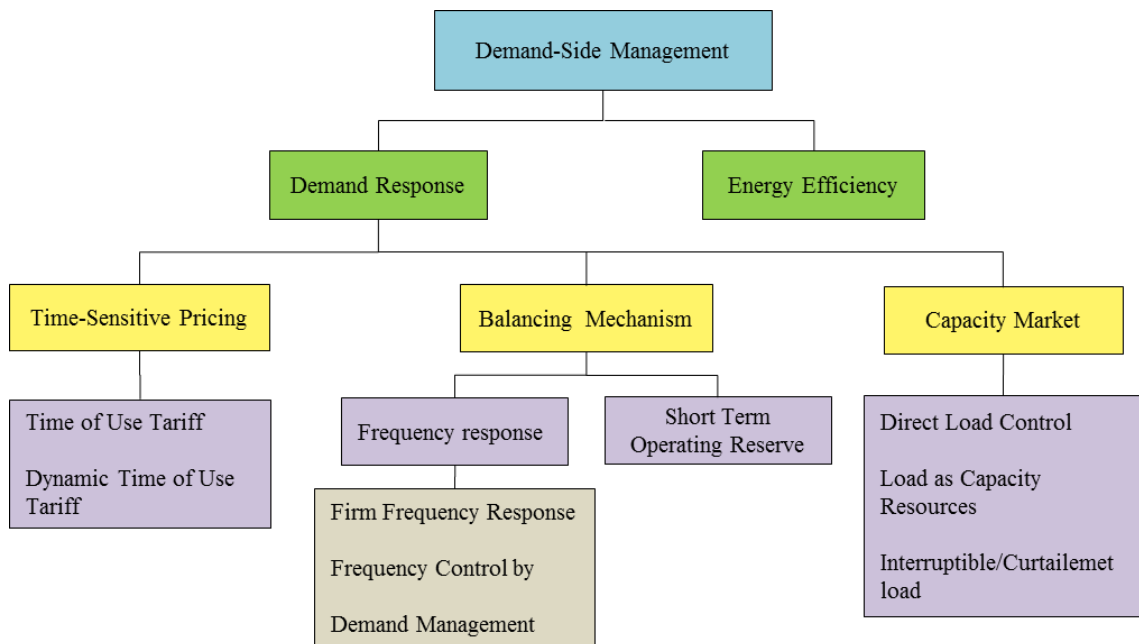 Demand-Side Management
Demand Response
Energy Efficiency
Time-Sensitive Pricing
Balancing Mechanism
Capacity Market
Time of Use Tariff
Dynamic Time of Use
Tariff
Frequency response
Short Term
Operating Reserve
Direct Load Control
Load as Capacity
Resources
Interruptible/Curtailemet
load
Firm Frequency Response
Frequency Control by
Demand Management